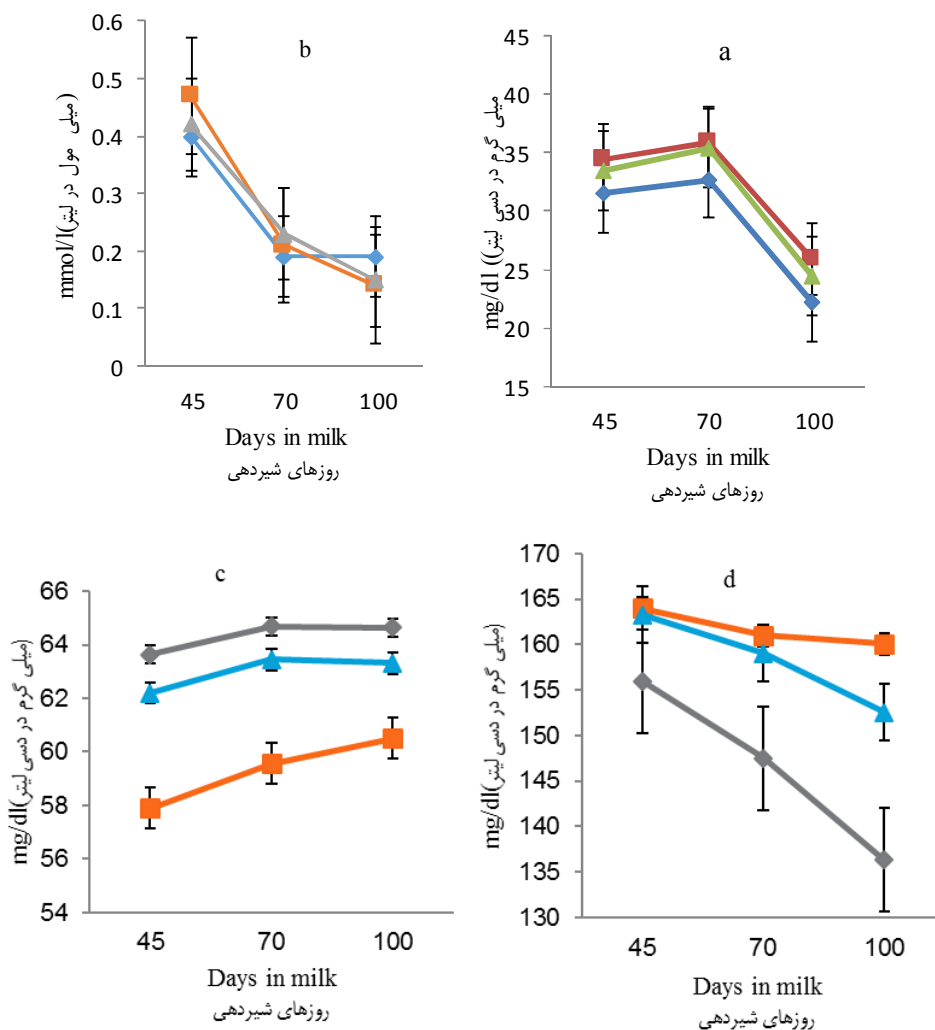 b
mmol/l(میلی مول در لیتر)
0.6
0.5
0.4
0.3
0.2
0.1
0
45 70 100
Days in milk
روزهای شیردهی
a
mg/dl ((میلی گرم در دسی لیتر
45
40
35
30
25
20
15
45 70 100
Days in milk
روزهای شیردهی
c
mg/dl(میلی گرم در دسی لیتر)
66
64
62
60
58
56
54
45 70 100
Days in milk
روزهای شیردهی
d
mg/dl(میلی گرم در دسی لیتر)
170
165
160
155
150
145
140
135
130
45 70 100
Days in milk
روزهای شیردهی